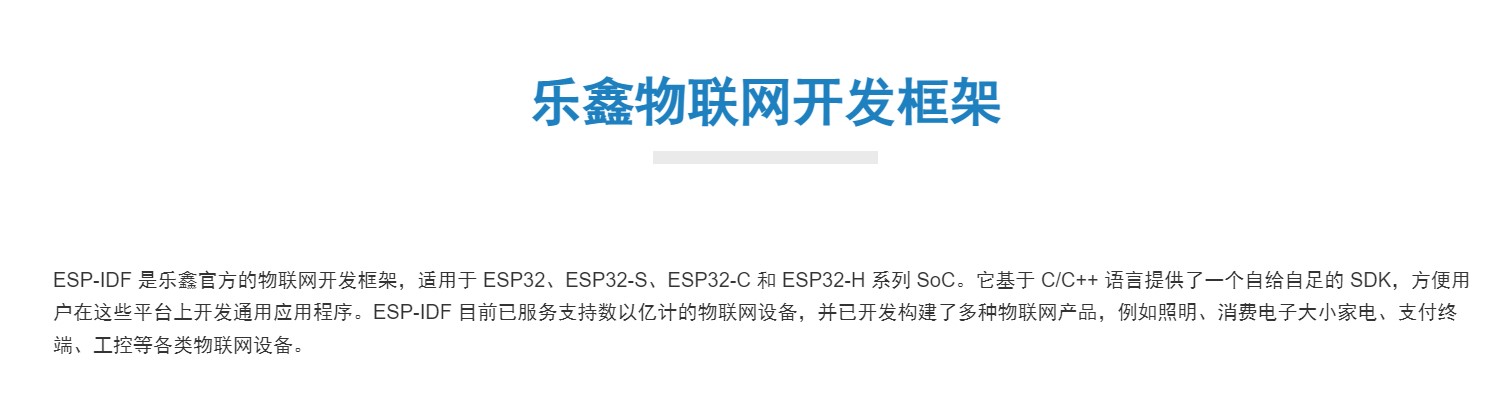 乐鑫物联网开发框架
ESP-IDF 是乐鑫官方的物联网开发框架，适用于 ESP32、ESP32-S、ESP32-C 和 ESP32-H 系列 SoC。它基于 C/C++ 语言提供了一个自给自足的 SDK，方便用
户在这些平台上开发通用应用程序。ESP-IDF 目前已服务支持数以亿计的物联网设备，并已开发构建了多种物联网产品，例如照明、消费电子大小家电、支付终
端、工控等各类物联网设备。